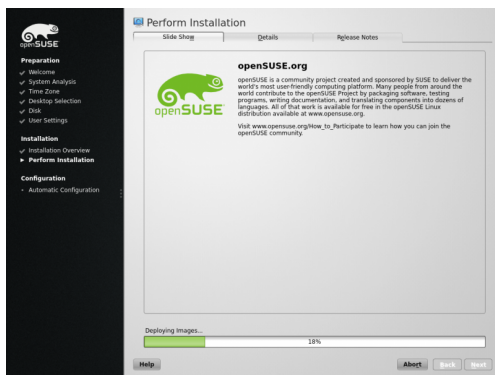 openSUSE
Preparation
Welcome
System Analysis
Time Zone
Desktop Selection
Disk
User Settings
Installation
Installation Overview
Perform Installation
Configuration
Automatic Configuration
Perform Installation
Slide Show
Details
Release Notes
openSUSE
openSUSE.org
openSUSE is a community project created and sponsored by SUSE to deliver the
world's most user-friendly computing platform. Many people from around the
world contribute to the openSUSE Project by packaging software, testing
programs, writing documentation, and translating components into dozens of
languages. All of that work is available for free in the openSUSE Linux
distribution available at www.opensuse.org.
Visit www.opensuse.org/How_to_Participate to learn how you can join the
openSUSE community.
Deploying Images...
18%
Help
Abort
Back
Next